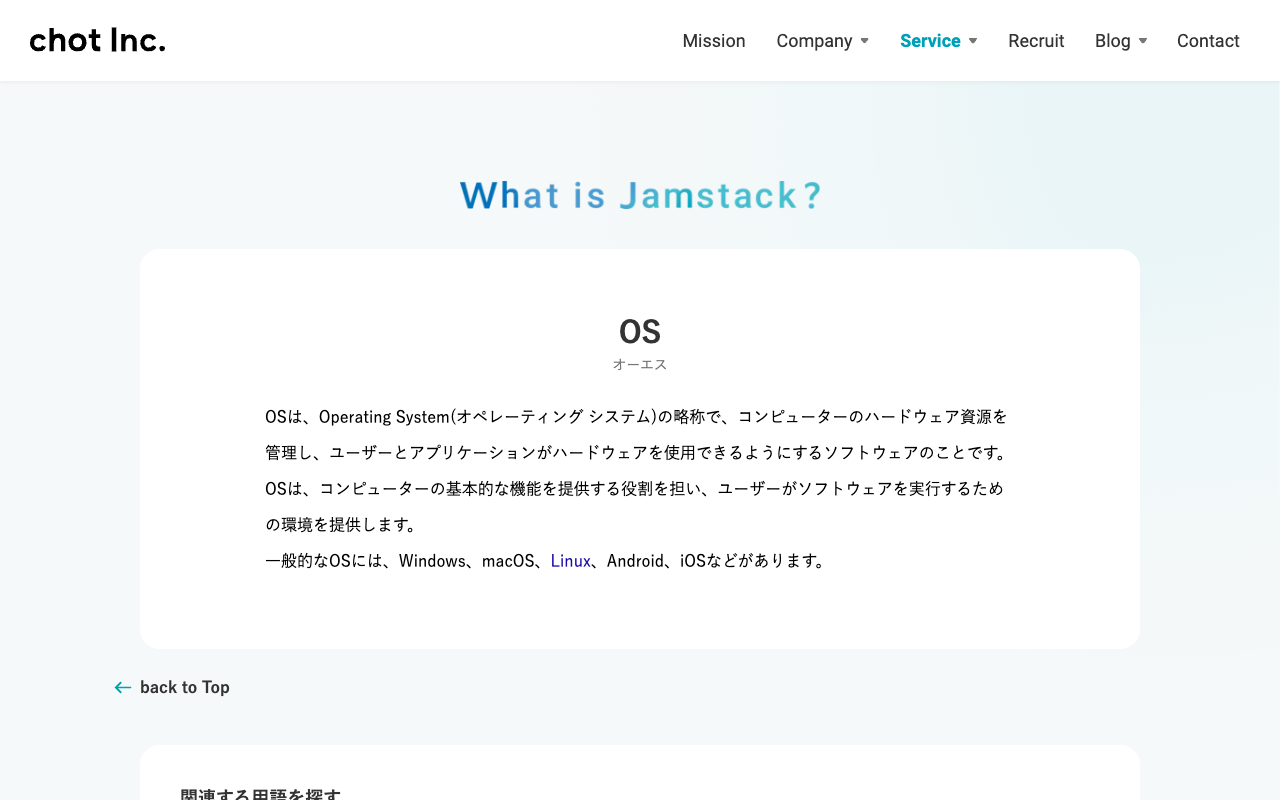 chot Inc.
Mission Company Service Recruit Blog Contact
What is Jamstack?
OS
オーエス
OSは、Operating System(オペレーティング システム)の略称で、コンピューターのハードウェア資源を
管理し、ユーザーとアプリケーションがハードウェアを使用できるようにするソフトウェアのことです。
OSは、コンピューターの基本的な機能を提供する役割を担い、ユーザーがソフトウェアを実行するため
の環境を提供します。
一般的なOSには、Windows、macOS、Linux、Android、iOSなどがあります。
back to Top
関連する用語を探す